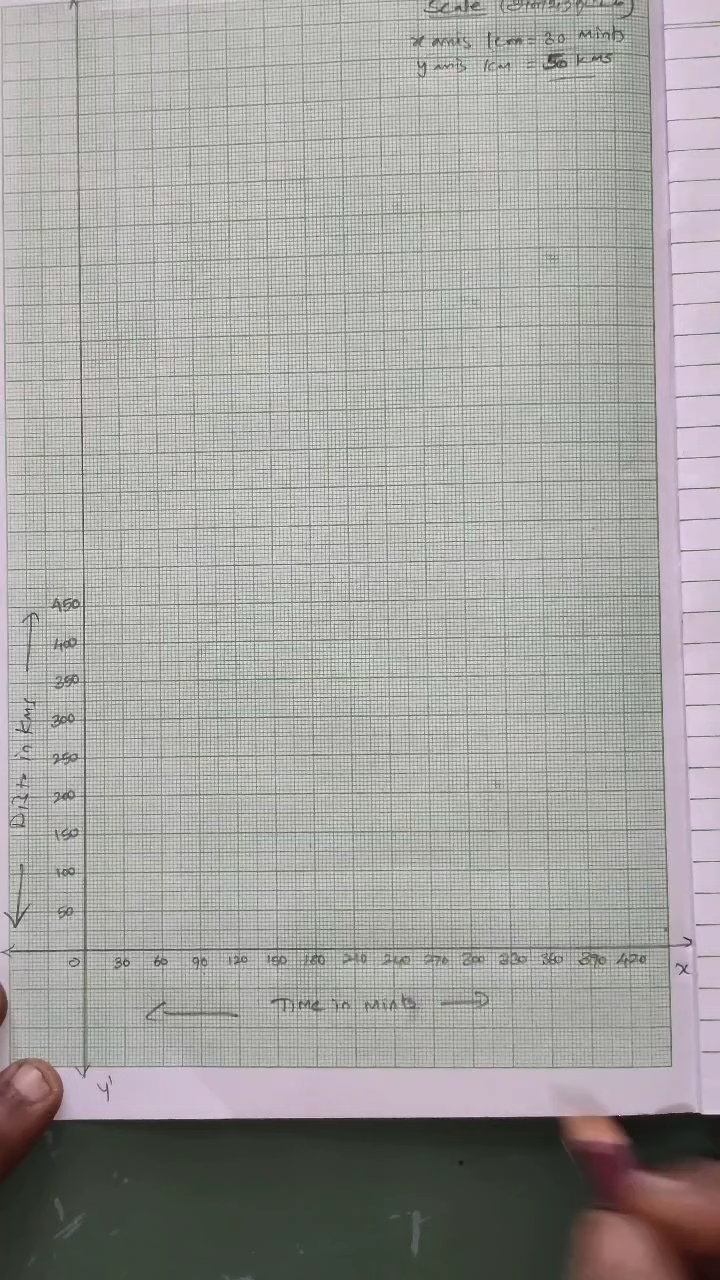 Scale
x axis 1cm = 30 Mints
y axis 1cm = 50 kms
450
400
350
300
250
200
150
100
50
Dist in Kms
0 30 60 90 120 150 180 210 240 270 300 330 360 390 420
x
Time in Mints
y'